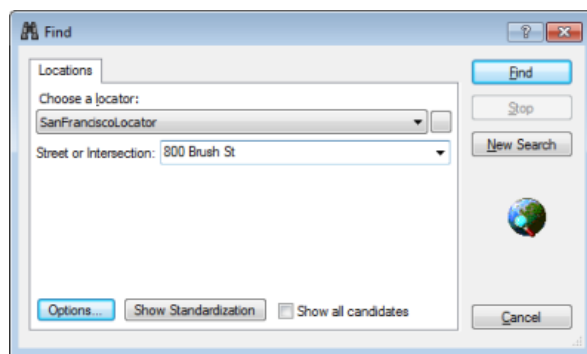 Find
Locations
Choose a locator:
SanFranciscoLocator
Street or Intersection: 800 Brush St
Options... Show Standardization Show all candidates
Find
Stop
New Search
Cancel